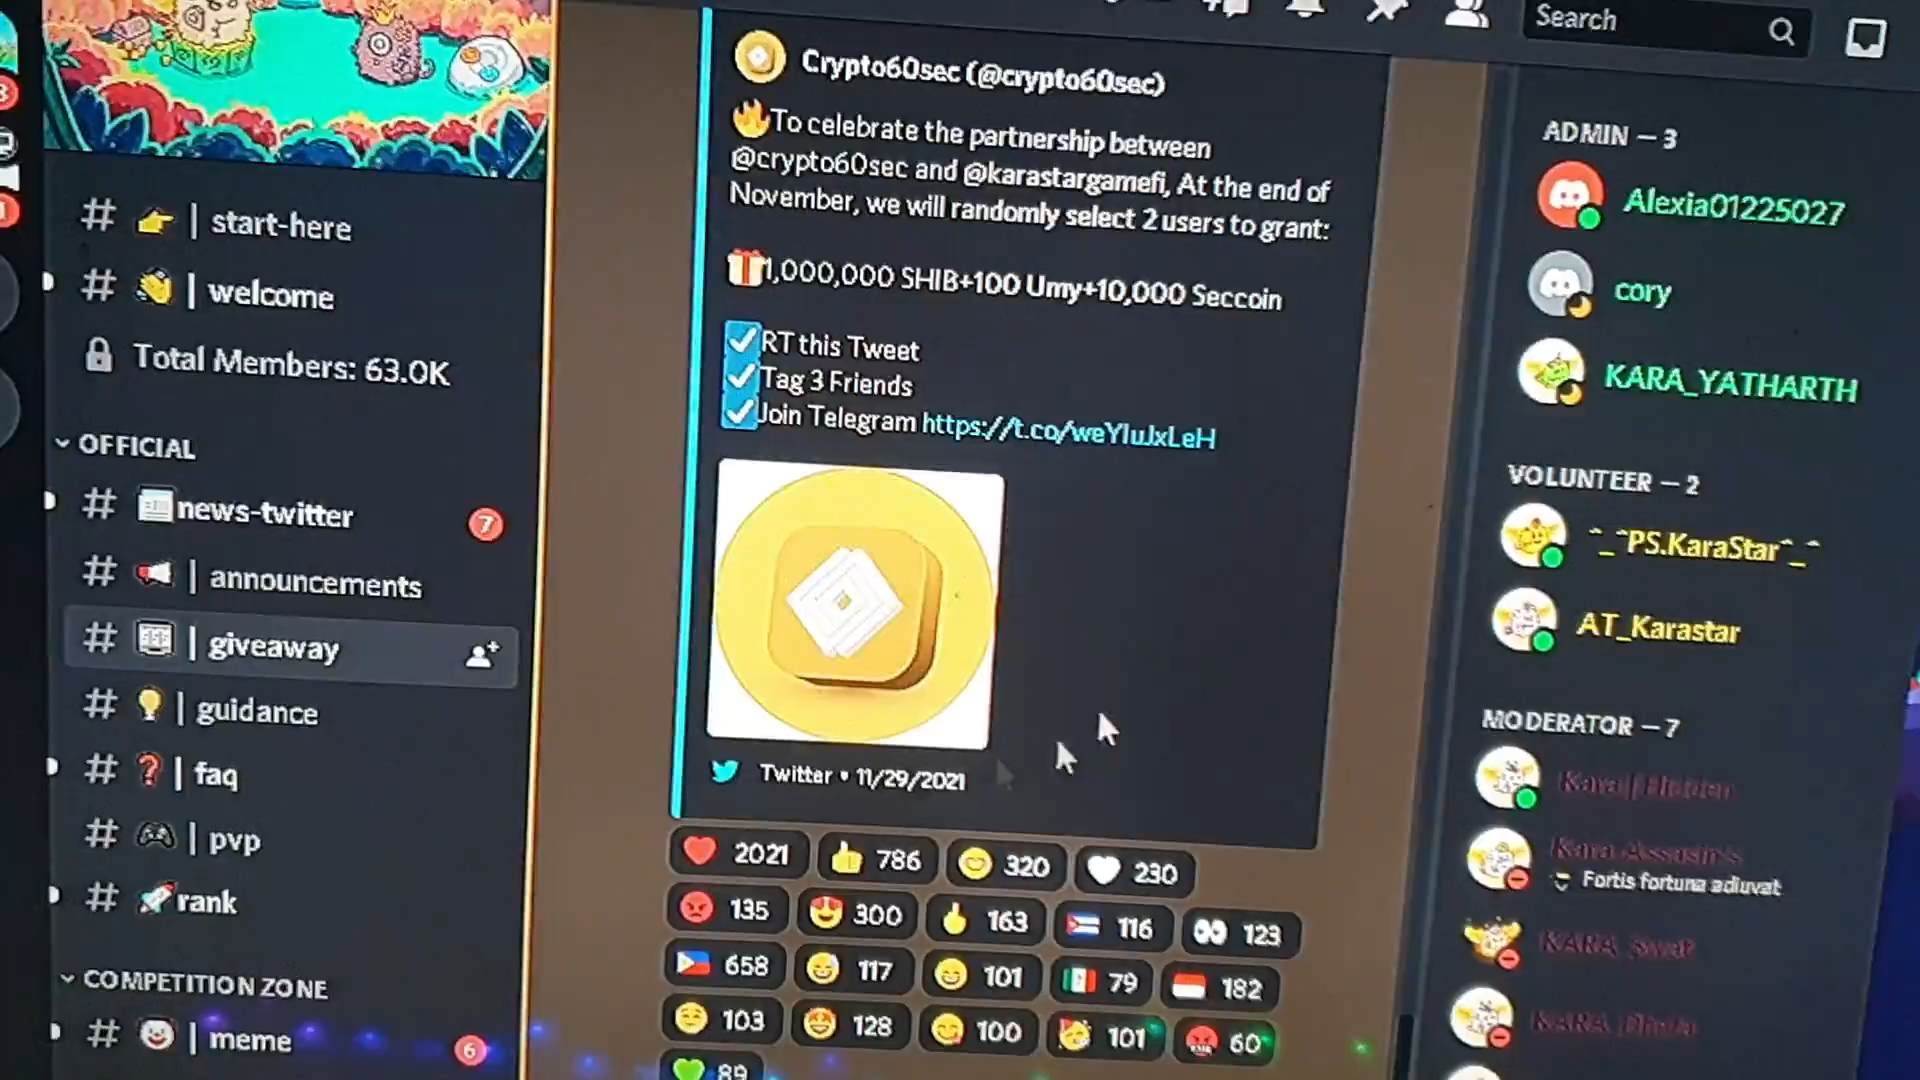 | start-here
| welcome
Total Members: 63.0K
OFFICIAL
news-twitter 7
| announcements
| giveaway
| guidance
| faq
| pvp
rank
COMPETITION ZONE
| meme 6
Crypto60sec (@crypto60sec)
To celebrate the partnership between
@crypto60sec and @karastargamefi, At the end of
November, we will randomly select 2 users to grant:
1,000,000 SHIB+100 Umy+10,000 Seccoin
RT this Tweet
Tag 3 Friends
Join Telegram https://t.co/weYIuJxLeH
Twitter • 11/29/2021
2021 786 320 230
135 300 163 116 123
658 117 101 79 182
103 128 100 101 60
89
Search
ADMIN — 3
Alexia01225027
cory
KARA_YATHARTH
VOLUNTEER — 2
^_^PS.KaraStar^_^
AT_Karastar
MODERATOR — 7
Kara Assasin's
Fortis fortuna adiuvat
KARA Swat